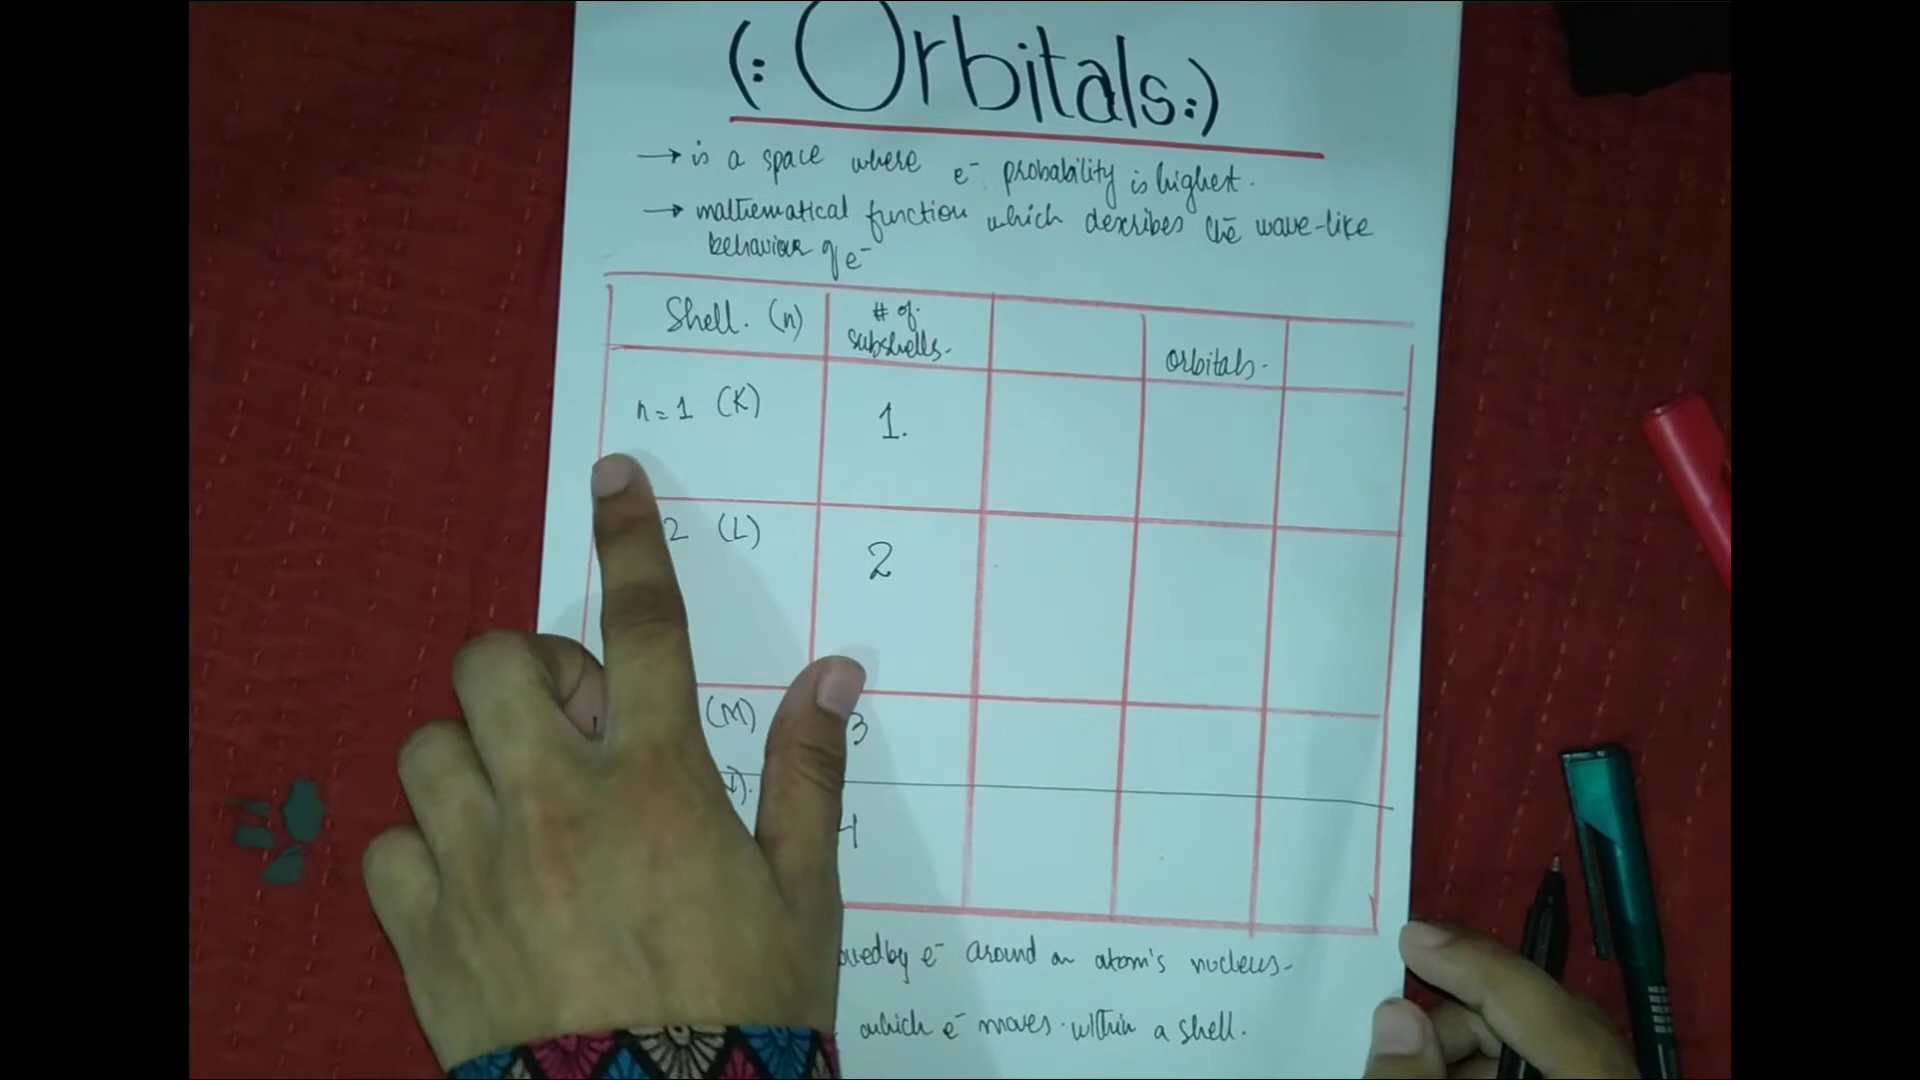 (: Orbitals :)
→ is a space where e⁻ probability is highest.
→ mathematical function which describes the wave-like
behaviour of e⁻
Shell. (n) # of subshells. orbitals.
n = 1 (K) 1.
2 (L) 2
(M) 3
4
by e⁻ around an atom's nucleus-
which e⁻ moves within a shell.